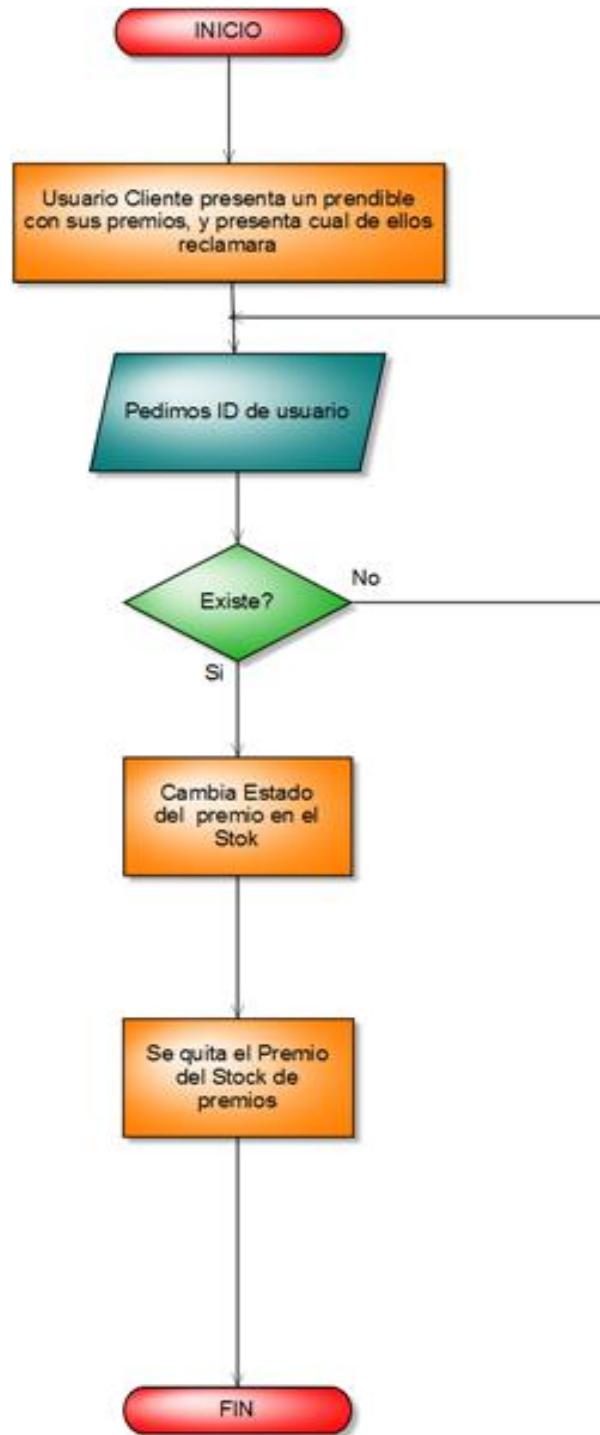 INICIO
Usuario Cliente presenta un prendible
con sus premios, y presenta cual de ellos
reclamara
Pedimos ID de usuario
Existe?
No
Si
Cambia Estado
del premio en el
Stok
Se quita el Premio
del Stock de
premios
FIN